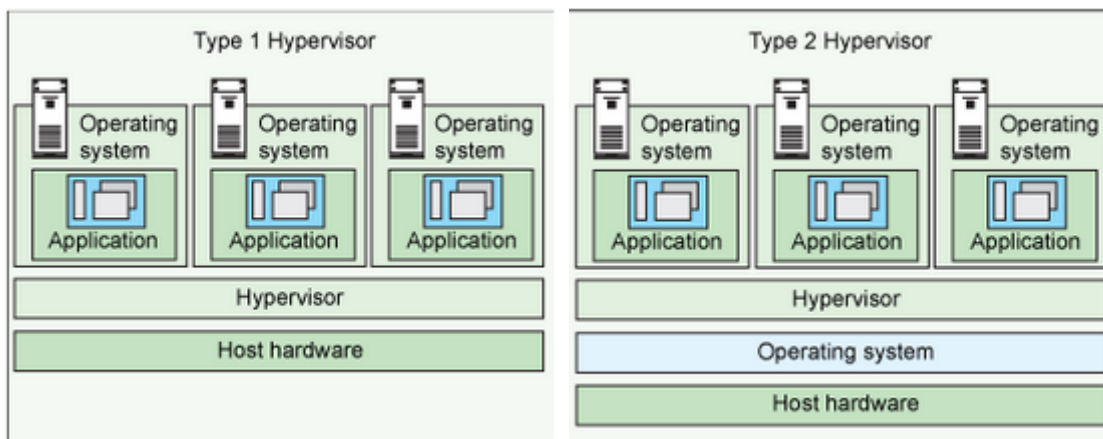 Type 1 Hypervisor
Operating
system
Application
Operating
system
Application
Operating
system
Application
Hypervisor
Host hardware
Type 2 Hypervisor
Operating
system
Application
Operating
system
Application
Operating
system
Application
Hypervisor
Operating system
Host hardware